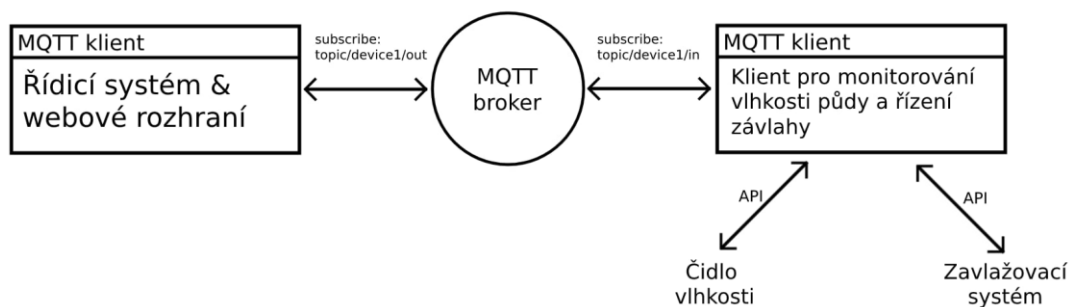 MQTT klient
Řídicí systém &
webové rozhraní
subscribe:
topic/device1/out
MQTT
broker
subscribe:
topic/device1/in
MQTT klient
Klient pro monitorování
vlhkosti půdy a řízení
závlahy
API
API
Čidlo
vlhkosti
Zavlažovací
systém